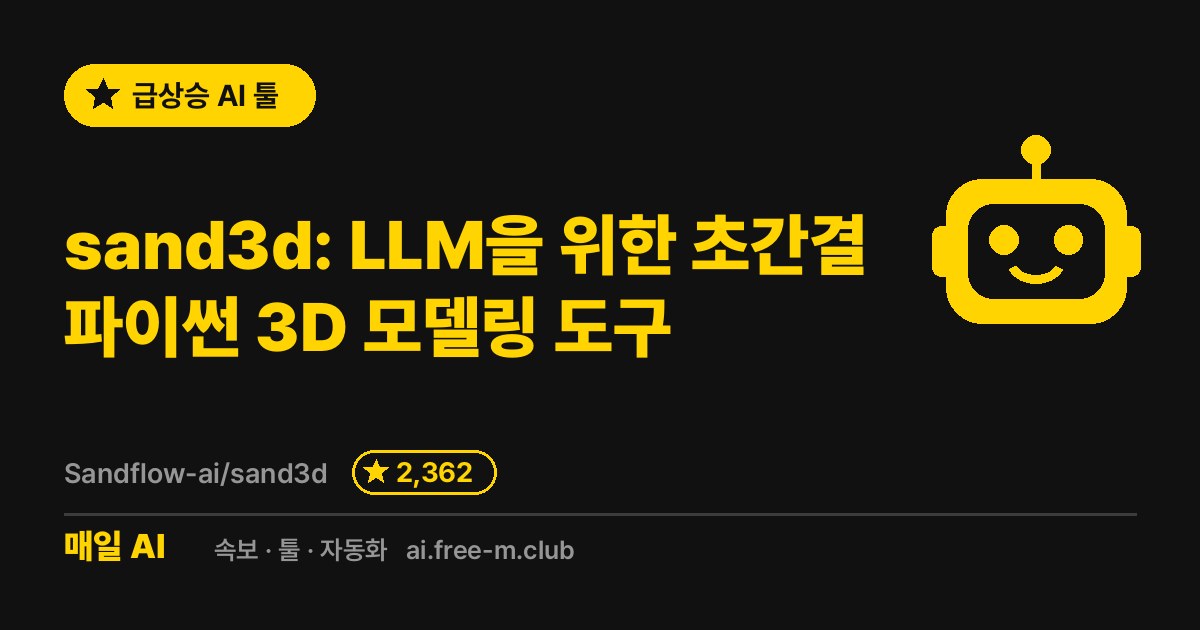 급상승 AI 툴
sand3d: LLM을 위한 초간결
파이썬 3D 모델링 도구
Sandflow-ai/sand3d ★ 2,362
매일 AI 속보 · 툴 · 자동화 ai.free-m.club